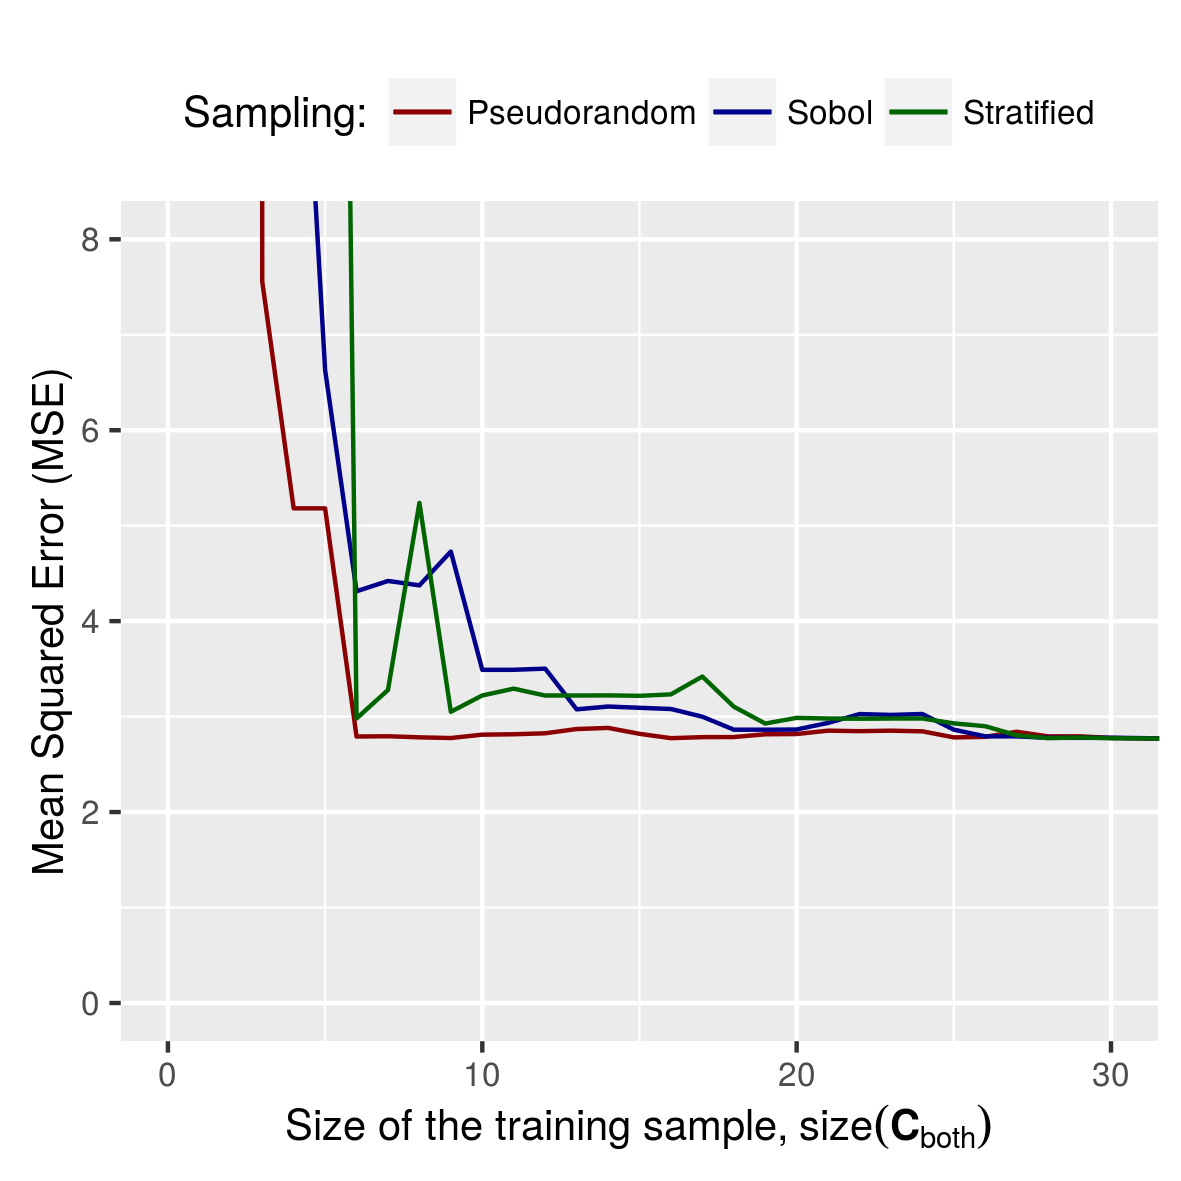 Sampling: Pseudorandom Sobol Stratified
Mean Squared Error (MSE)
8
6
4
2
0
0 10 20 30
Size of the training sample, size(C_both)